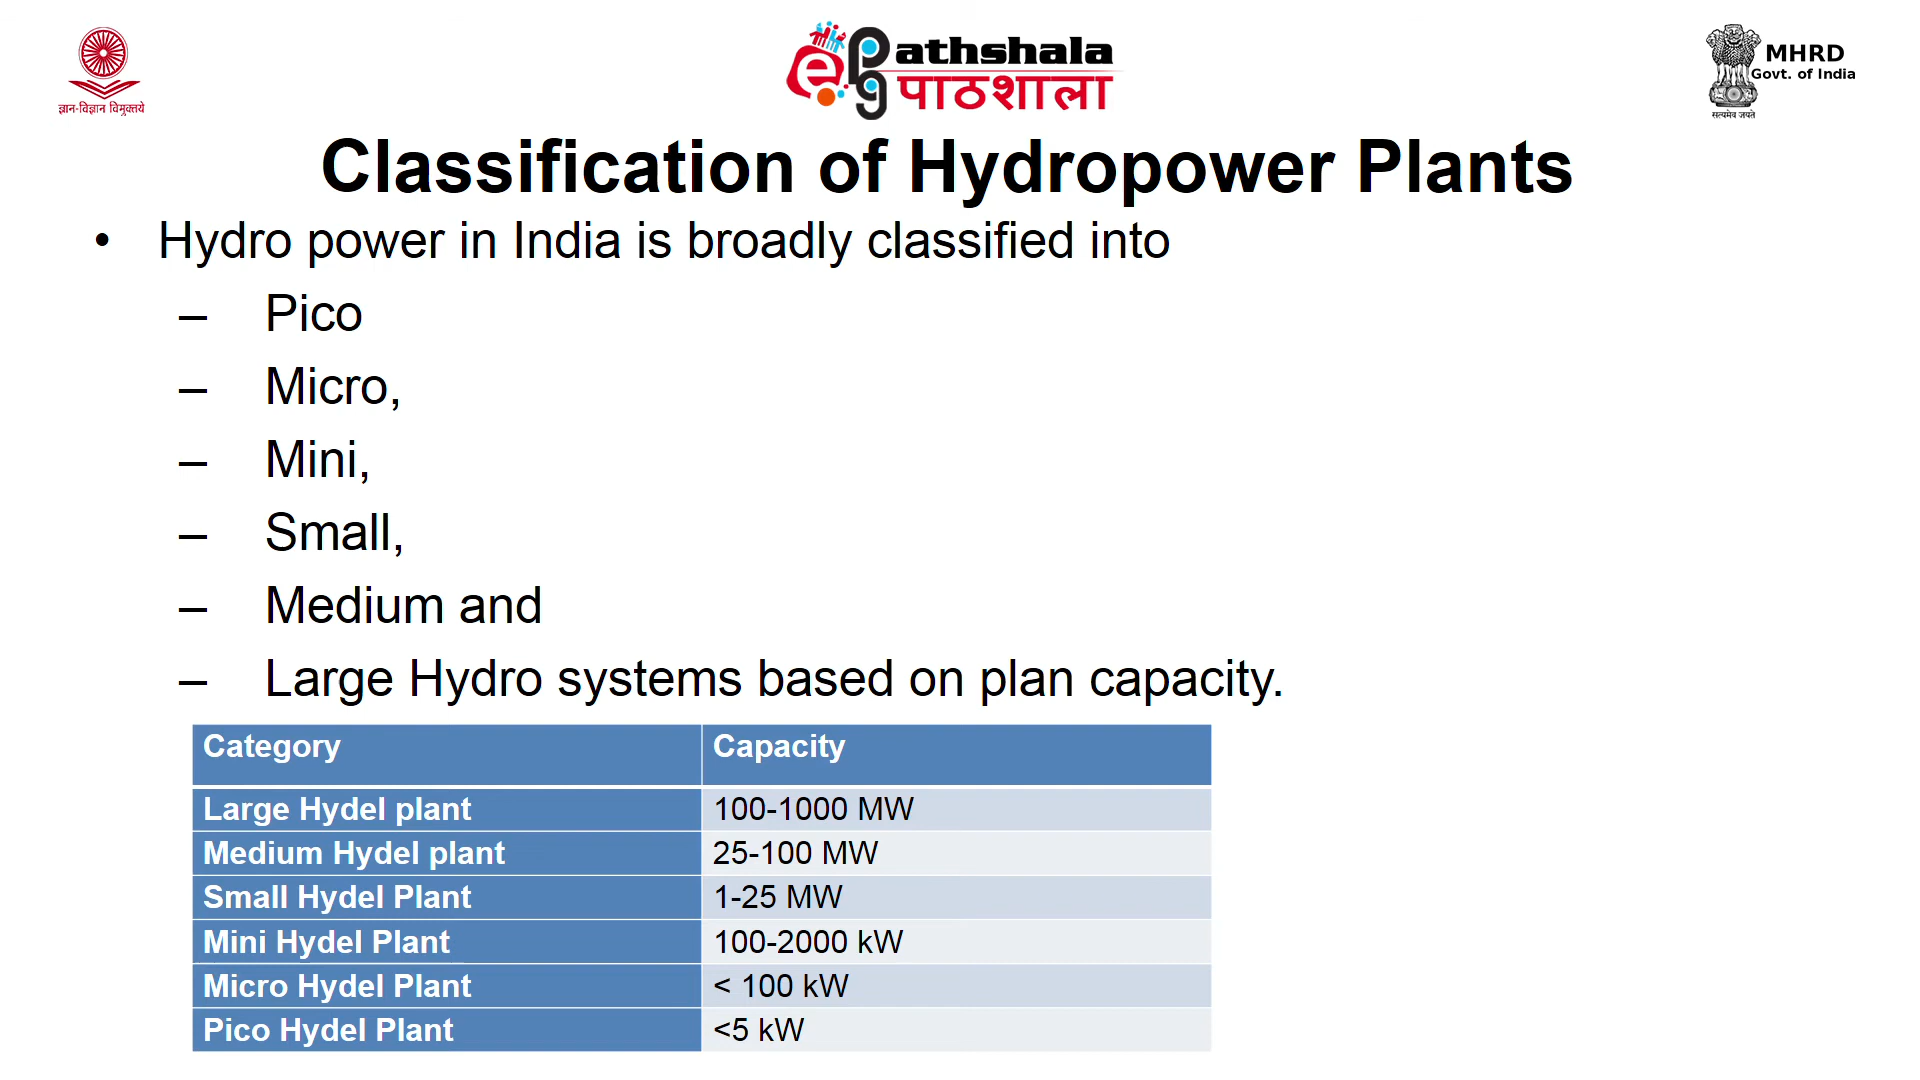 ज्ञान-विज्ञान विमुक्तये
e PG athshala
पाठशाला
MHRD
Govt. of India
सत्यमेव जयते
Classification of Hydropower Plants
• Hydro power in India is broadly classified into
– Pico
– Micro,
– Mini,
– Small,
– Medium and
– Large Hydro systems based on plan capacity.
Category Capacity
Large Hydel plant 100-1000 MW
Medium Hydel plant 25-100 MW
Small Hydel Plant 1-25 MW
Mini Hydel Plant 100-2000 kW
Micro Hydel Plant < 100 kW
Pico Hydel Plant <5 kW